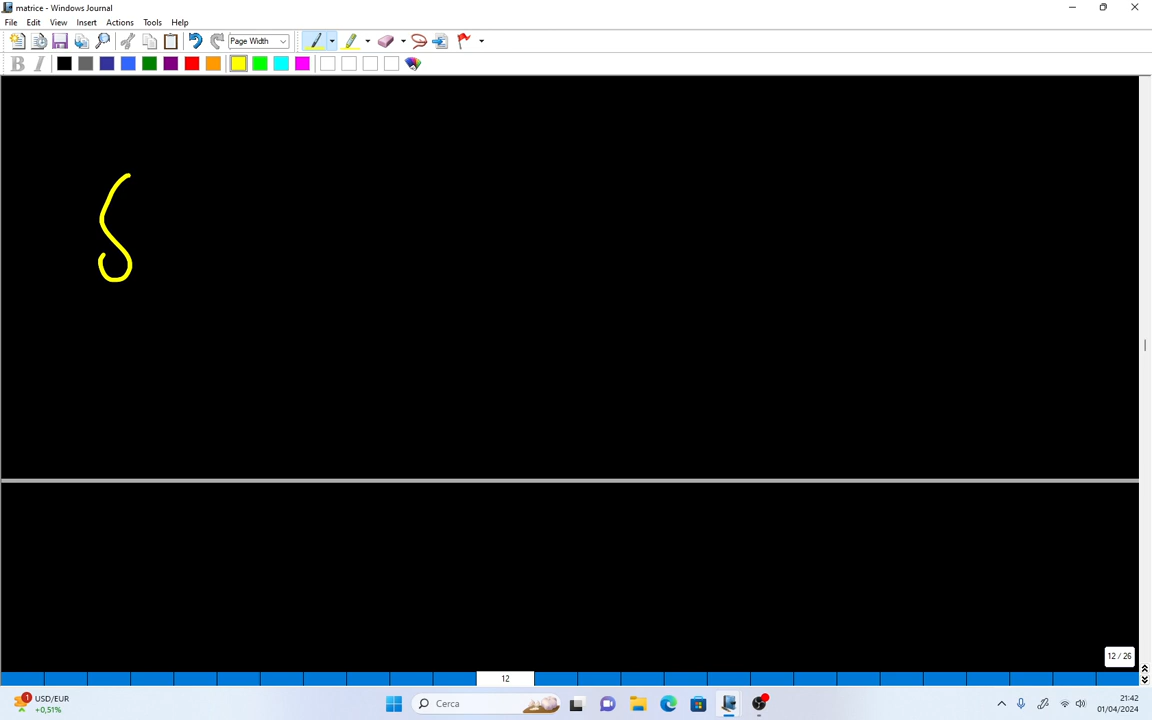 matrice - Windows Journal
File Edit View Insert Actions Tools Help
Page Width
B I
S
12 / 26
12
USD/EUR
+0,51%
1
Cerca
21:42
01/04/2024